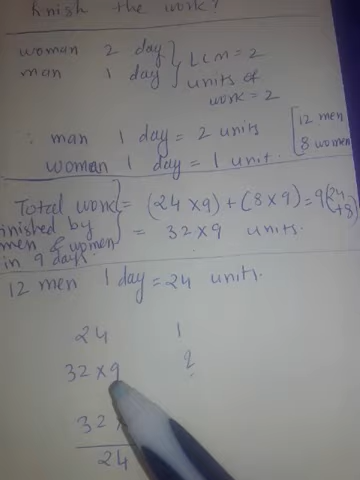 finish the work?
woman 2 day } LCM = 2
man 1 day } units of
work = 2
∴ man 1 day = 2 units [12 men
woman 1 day = 1 unit. 8 women
Total work = (24×9) + (8×9) = 9(24
finished by +8)
men & women = 32×9 units.
in 9 days
12 men 1 day = 24 units.
24 1
32×9 ?
32
24